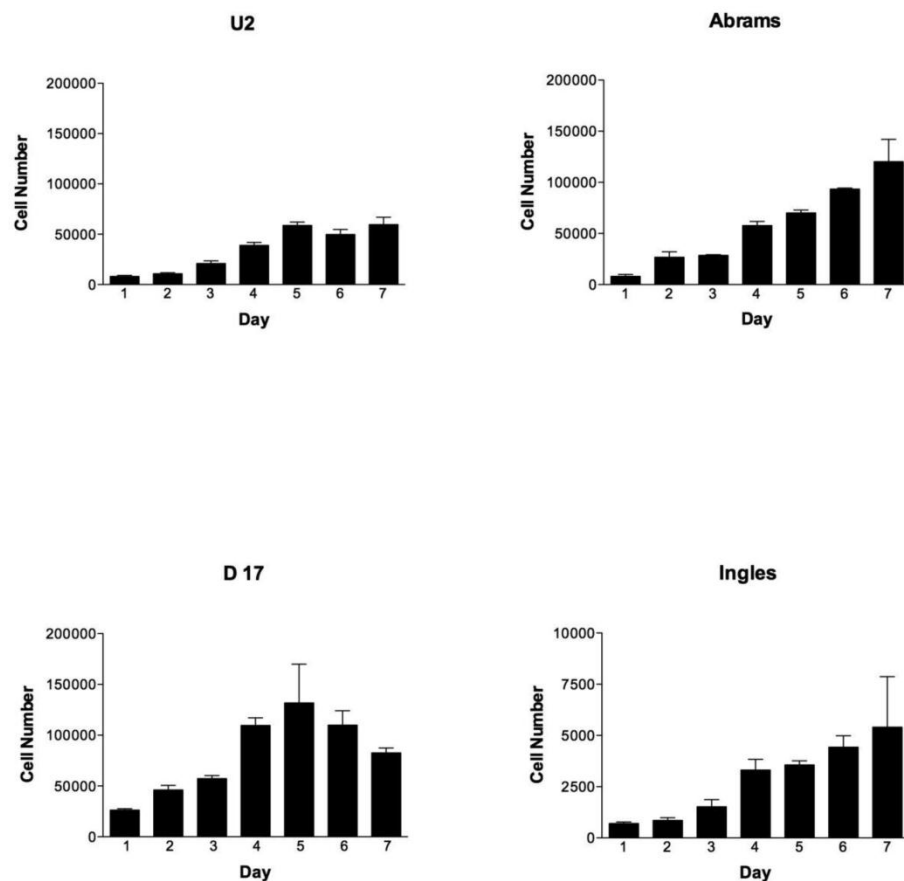 U2
200000
150000
100000
50000
0
Cell Number
1 2 3 4 5 6 7
Day
Abrams
200000
150000
100000
50000
0
Cell Number
1 2 3 4 5 6 7
Day
D 17
200000
150000
100000
50000
0
Cell Number
1 2 3 4 5 6 7
Day
Ingles
10000
7500
5000
2500
0
Cell Number
1 2 3 4 5 6 7
Day